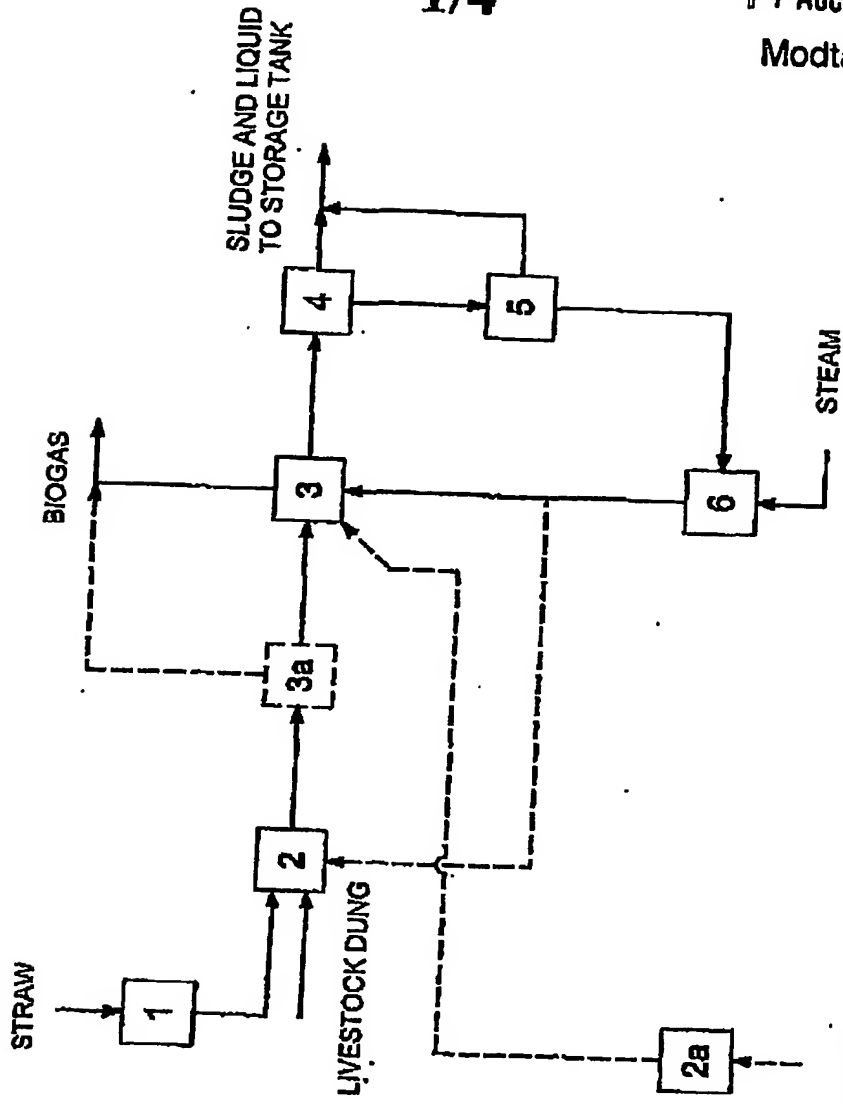 1/4
Modta
STRAW
1
LIVESTOCK DUNG
2
3a
BIOGAS
3
SLUDGE AND LIQUID
TO STORAGE TANK
4
5
6
STEAM
2a